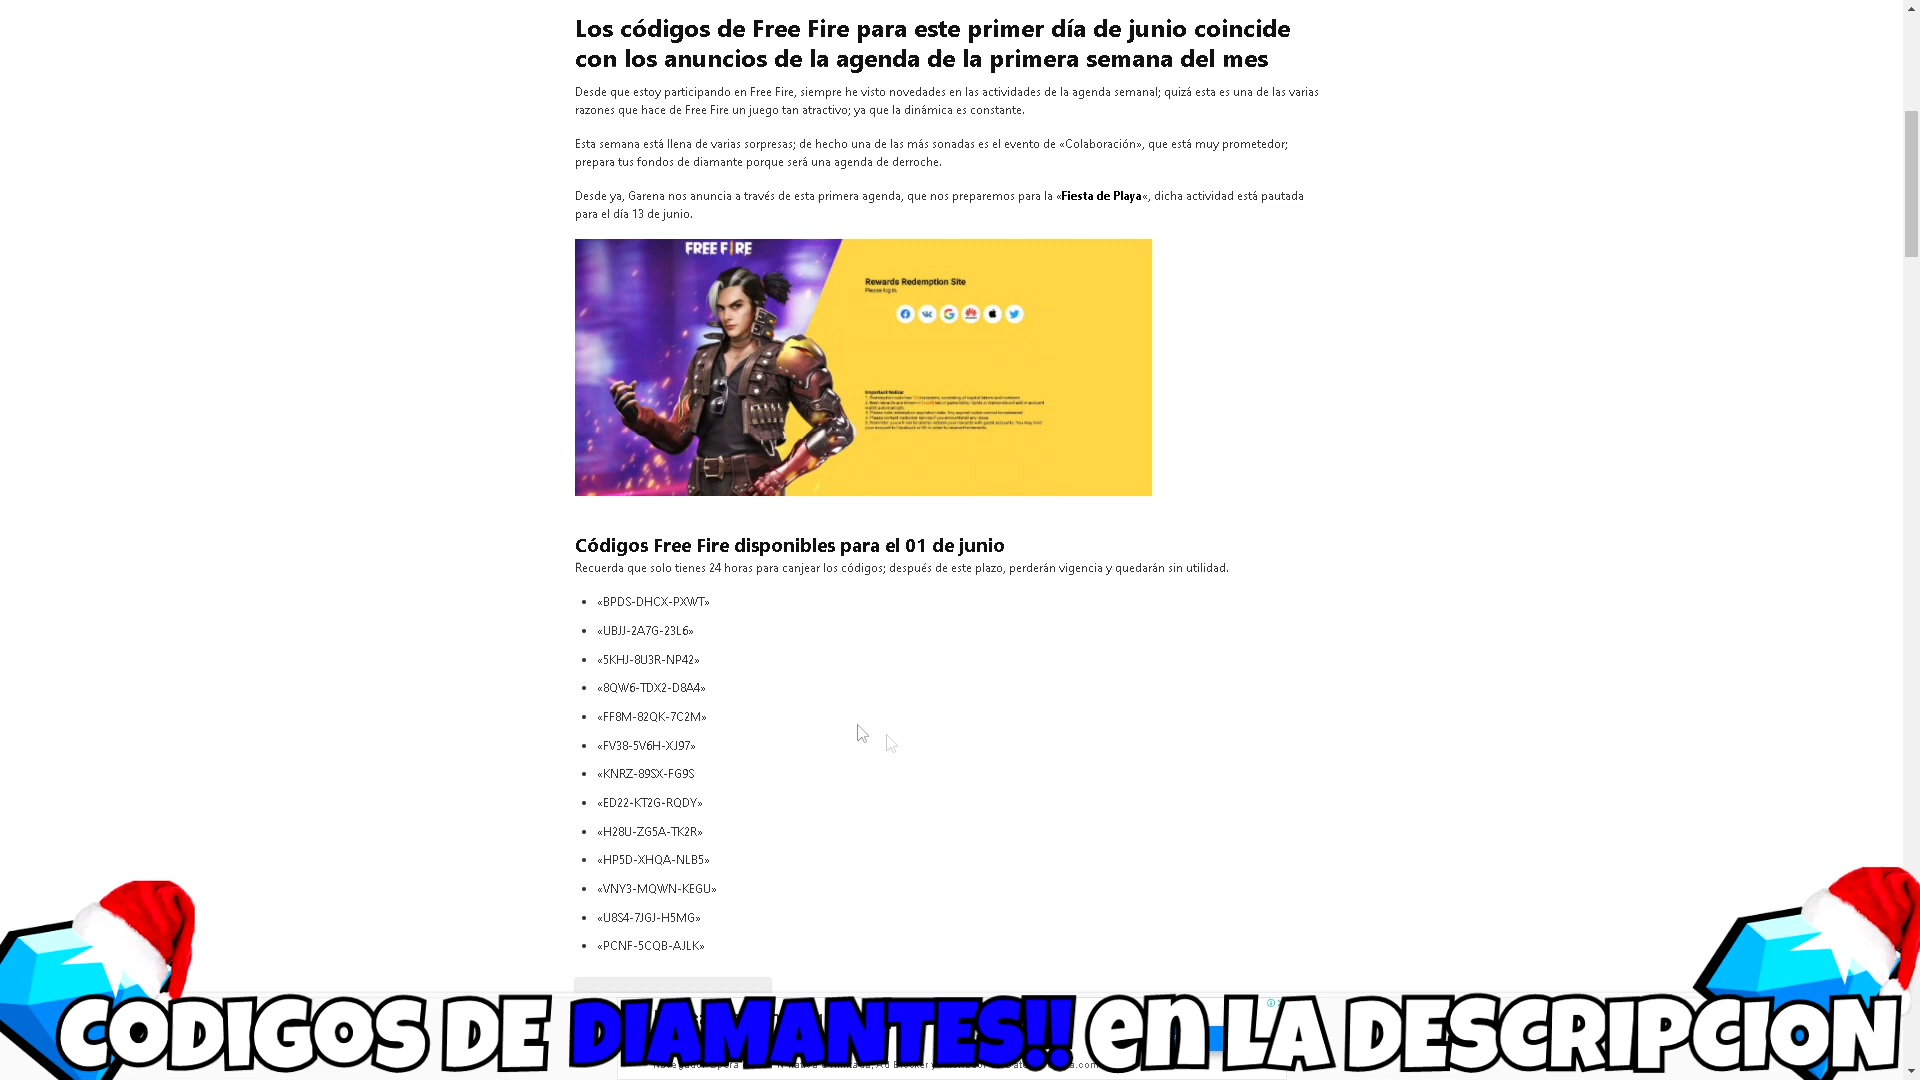 Los códigos de Free Fire para este primer día de junio coincide
con los anuncios de la agenda de la primera semana del mes
Desde que estoy participando en Free Fire, siempre he visto novedades en las actividades de la agenda semanal; quizá esta es una de las varias
razones que hace de Free Fire un juego tan atractivo; ya que la dinámica es constante.
Esta semana está llena de varias sorpresas; de hecho una de las más sonadas es el evento de «Colaboración», que está muy prometedor;
prepara tus fondos de diamante porque será una agenda de derroche.
Desde ya, Garena nos anuncia a través de esta primera agenda, que nos preparemos para la «Fiesta de Playa«, dicha actividad está pautada
para el día 13 de junio.
FREE FIRE
Rewards Redemption Site
Please log in
Important Notice:
Códigos Free Fire disponibles para el 01 de junio
Recuerda que solo tienes 24 horas para canjear los códigos; después de este plazo, perderán vigencia y quedarán sin utilidad.
«BPDS-DHCX-PXWT»
«UBJJ-2A7G-23L6»
«5KHJ-8U3R-NP42»
«8QW6-TDX2-D8A4»
«FF8M-82QK-7C2M»
«FV38-5V6H-XJ97»
«KNRZ-89SX-FG9S
«ED22-KT2G-RQDY»
«H28U-ZG5A-TK2R»
«HP5D-XHQA-NLB5»
«VNY3-MQWN-KEGU»
«U8S4-7JGJ-H5MG»
«PCNF-5CQB-AJLK»
CODIGOS DE DIAMANTES!! en LA DESCRIPCION